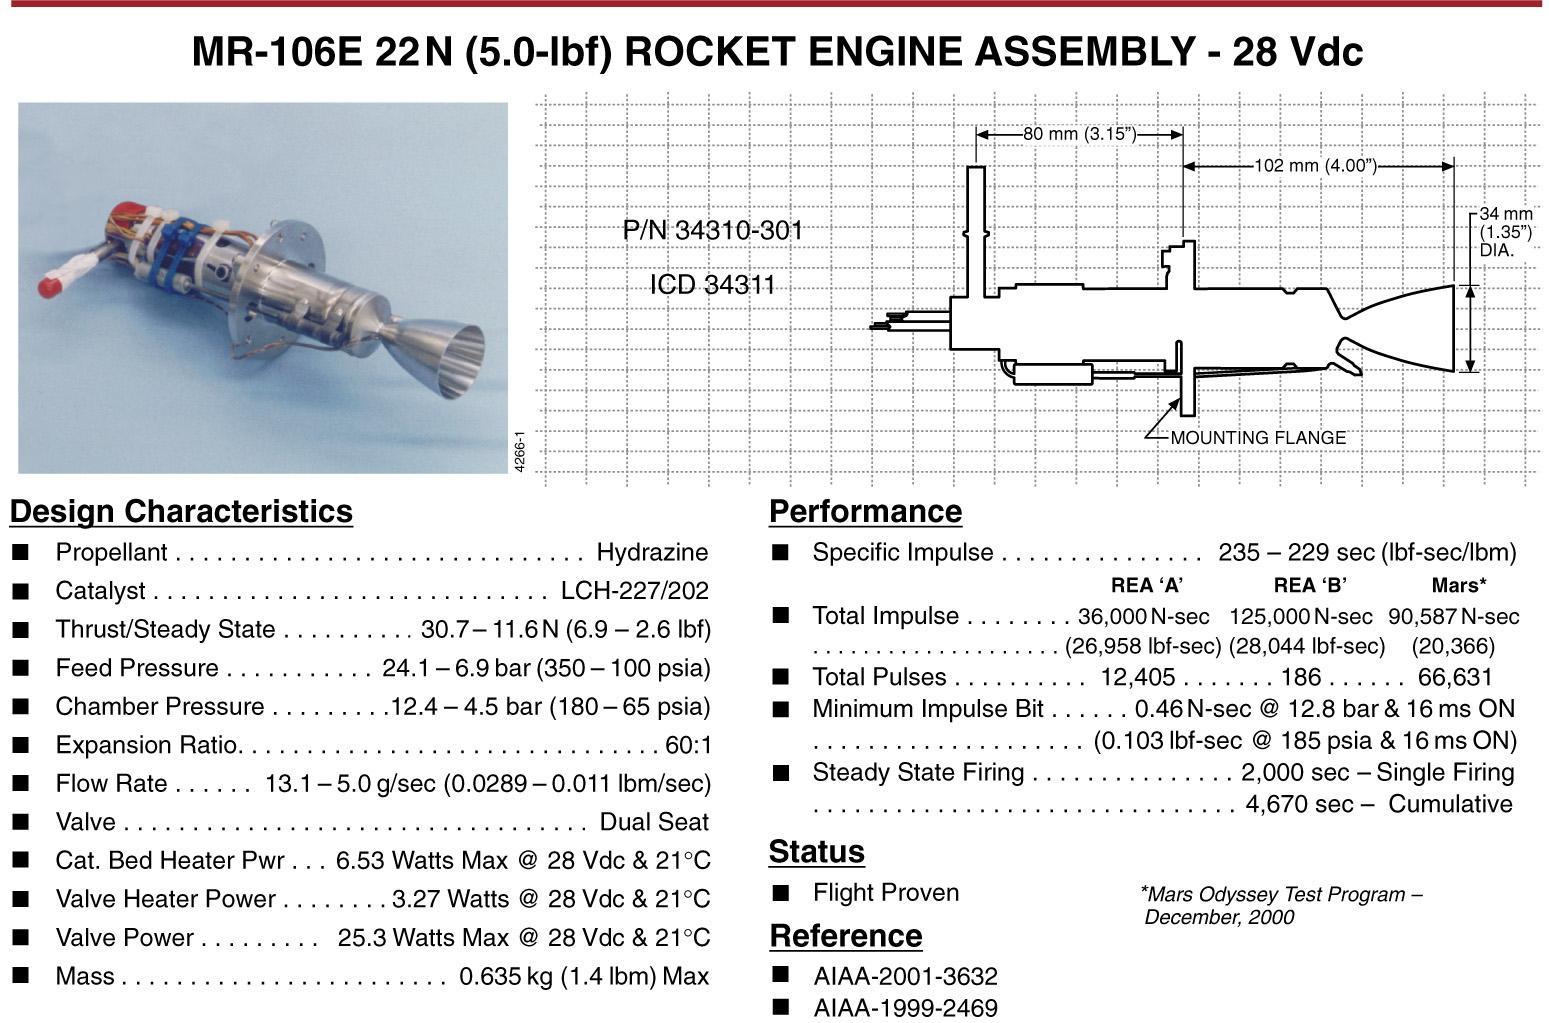 MR-106E 22N (5.0-lbf) ROCKET ENGINE ASSEMBLY - 28 Vdc
80 mm (3.15”)
102 mm (4.00”)
P/N 34310-301
ICD 34311
34 mm
(1.35”)
DIA.
MOUNTING FLANGE
4266-1
Design Characteristics
■ Propellant . . . . . . . . . . . . . . . . . . . . . . . . . . . . . . Hydrazine
■ Catalyst . . . . . . . . . . . . . . . . . . . . . . . . . . . . . LCH-227/202
■ Thrust/Steady State . . . . . . . . . . 30.7 – 11.6 N (6.9 – 2.6 lbf)
■ Feed Pressure . . . . . . . . . . . 24.1 – 6.9 bar (350 – 100 psia)
■ Chamber Pressure . . . . . . . . .12.4 – 4.5 bar (180 – 65 psia)
■ Expansion Ratio. . . . . . . . . . . . . . . . . . . . . . . . . . . . . . . 60:1
■ Flow Rate . . . . . . 13.1 – 5.0 g/sec (0.0289 – 0.011 lbm/sec)
■ Valve . . . . . . . . . . . . . . . . . . . . . . . . . . . . . . . . . . Dual Seat
■ Cat. Bed Heater Pwr . . . 6.53 Watts Max @ 28 Vdc & 21°C
■ Valve Heater Power . . . . . . . . 3.27 Watts @ 28 Vdc & 21°C
■ Valve Power . . . . . . . . . 25.3 Watts Max @ 28 Vdc & 21°C
■ Mass . . . . . . . . . . . . . . . . . . . . . . . . 0.635 kg (1.4 lbm) Max
Performance
■ Specific Impulse . . . . . . . . . . . . . . . 235 – 229 sec (lbf-sec/lbm)
REA ‘A’ REA ‘B’ Mars*
■ Total Impulse . . . . . . . . 36,000 N-sec 125,000 N-sec 90,587 N-sec
. . . . . . . . . . . . . . . . . . . (26,958 lbf-sec) (28,044 lbf-sec) (20,366)
■ Total Pulses . . . . . . . . . . 12,405 . . . . . . . 186 . . . . . . 66,631
■ Minimum Impulse Bit . . . . . . 0.46 N-sec @ 12.8 bar & 16 ms ON
. . . . . . . . . . . . . . . . . . . . (0.103 lbf-sec @ 185 psia & 16 ms ON)
■ Steady State Firing . . . . . . . . . . . . . . . 2,000 sec – Single Firing
. . . . . . . . . . . . . . . . . . . . . . . . . . . . . . . 4,670 sec – Cumulative
Status
■ Flight Proven
*Mars Odyssey Test Program –
December, 2000
Reference
■ AIAA-2001-3632
■ AIAA-1999-2469